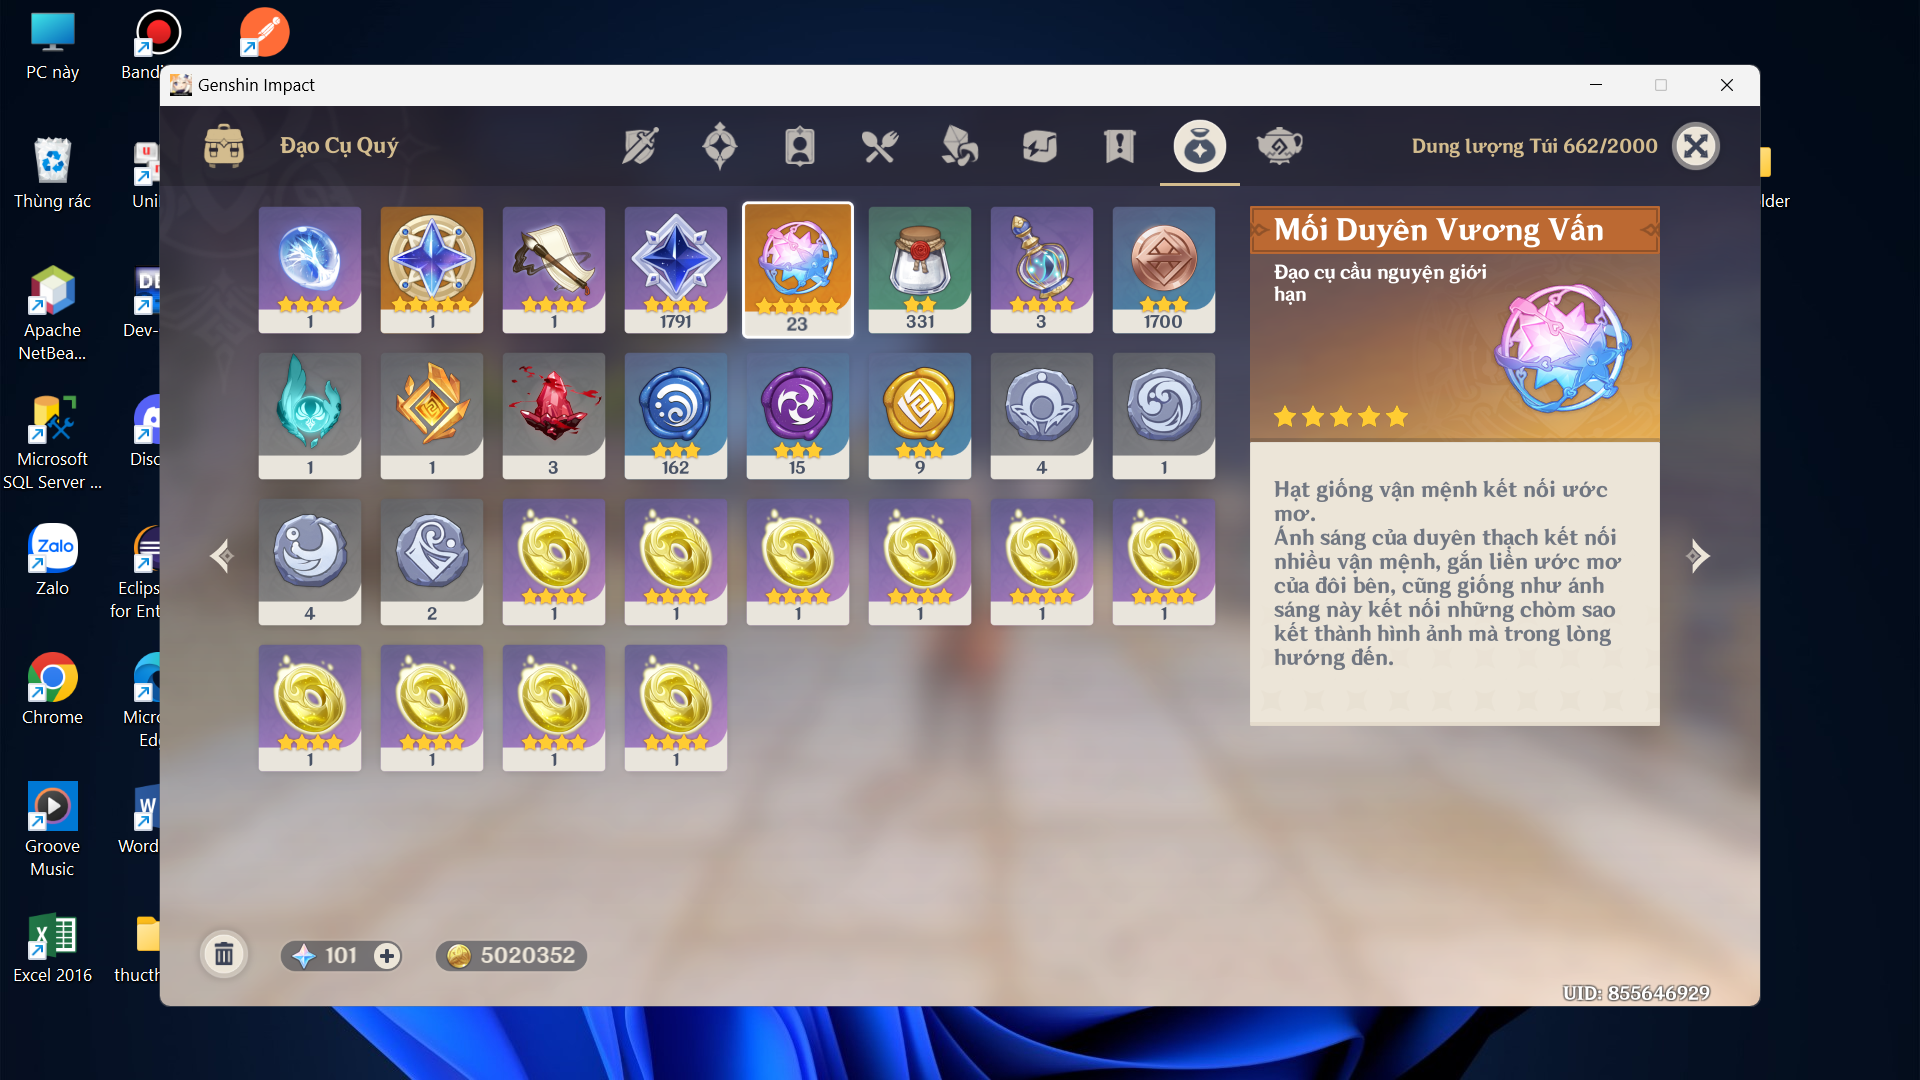 PC này
Bandi
Genshin Impact
Đạo Cụ Quý
Dung lượng Túi 662/2000
Thùng rác
Uni
lder
1
1
1
1791
23
331
3
1700
Mối Duyên Vương Vấn
Đạo cụ cầu nguyện giới
hạn
Apache
NetBea...
Dev-
1
1
3
162
15
9
4
1
Microsoft
SQL Server ...
Disc
Hạt giống vận mệnh kết nối ước
mơ.
Ánh sáng của duyên thạch kết nối
nhiều vận mệnh, gắn liền ước mơ
của đôi bên, cũng giống như ánh
sáng này kết nối những chòm sao
kết thành hình ảnh mà trong lòng
hướng đến.
Zalo
Zalo
Eclips
for Ent
4
2
1
1
1
1
1
1
Chrome
Micro
Edg
1
1
1
1
Groove
Music
Word
Excel 2016
thucth
101
5020352
UID: 855646929